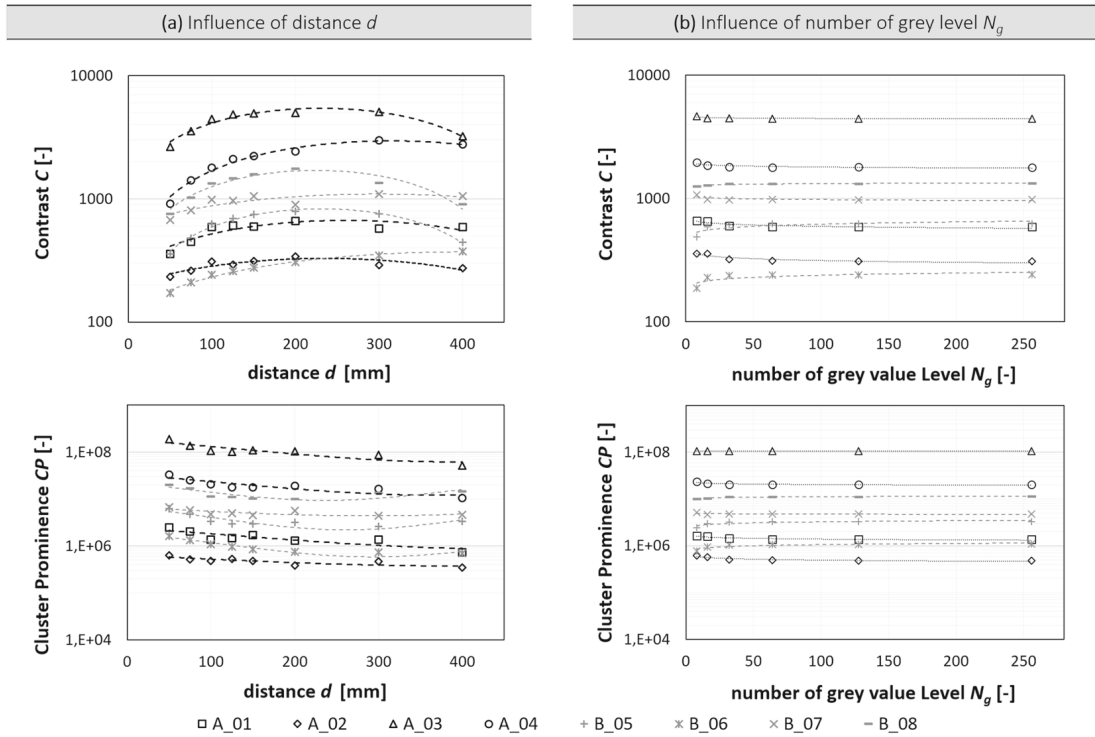 (a) Influence of distance d
(b) Influence of number of grey level Ng
Contrast C [-]
10000
1000
100
0 100 200 300 400
distance d [mm]
Contrast C [-]
10000
1000
100
0 50 100 150 200 250
number of grey value Level Ng [-]
Cluster Prominence CP [-]
1,E+08
1,E+06
1,E+04
0 100 200 300 400
distance d [mm]
Cluster Prominence CP [-]
1,E+08
1,E+06
1,E+04
0 50 100 150 200 250
number of grey value Level Ng [-]
A_01 A_02 A_03 A_04 B_05 B_06 B_07 B_08